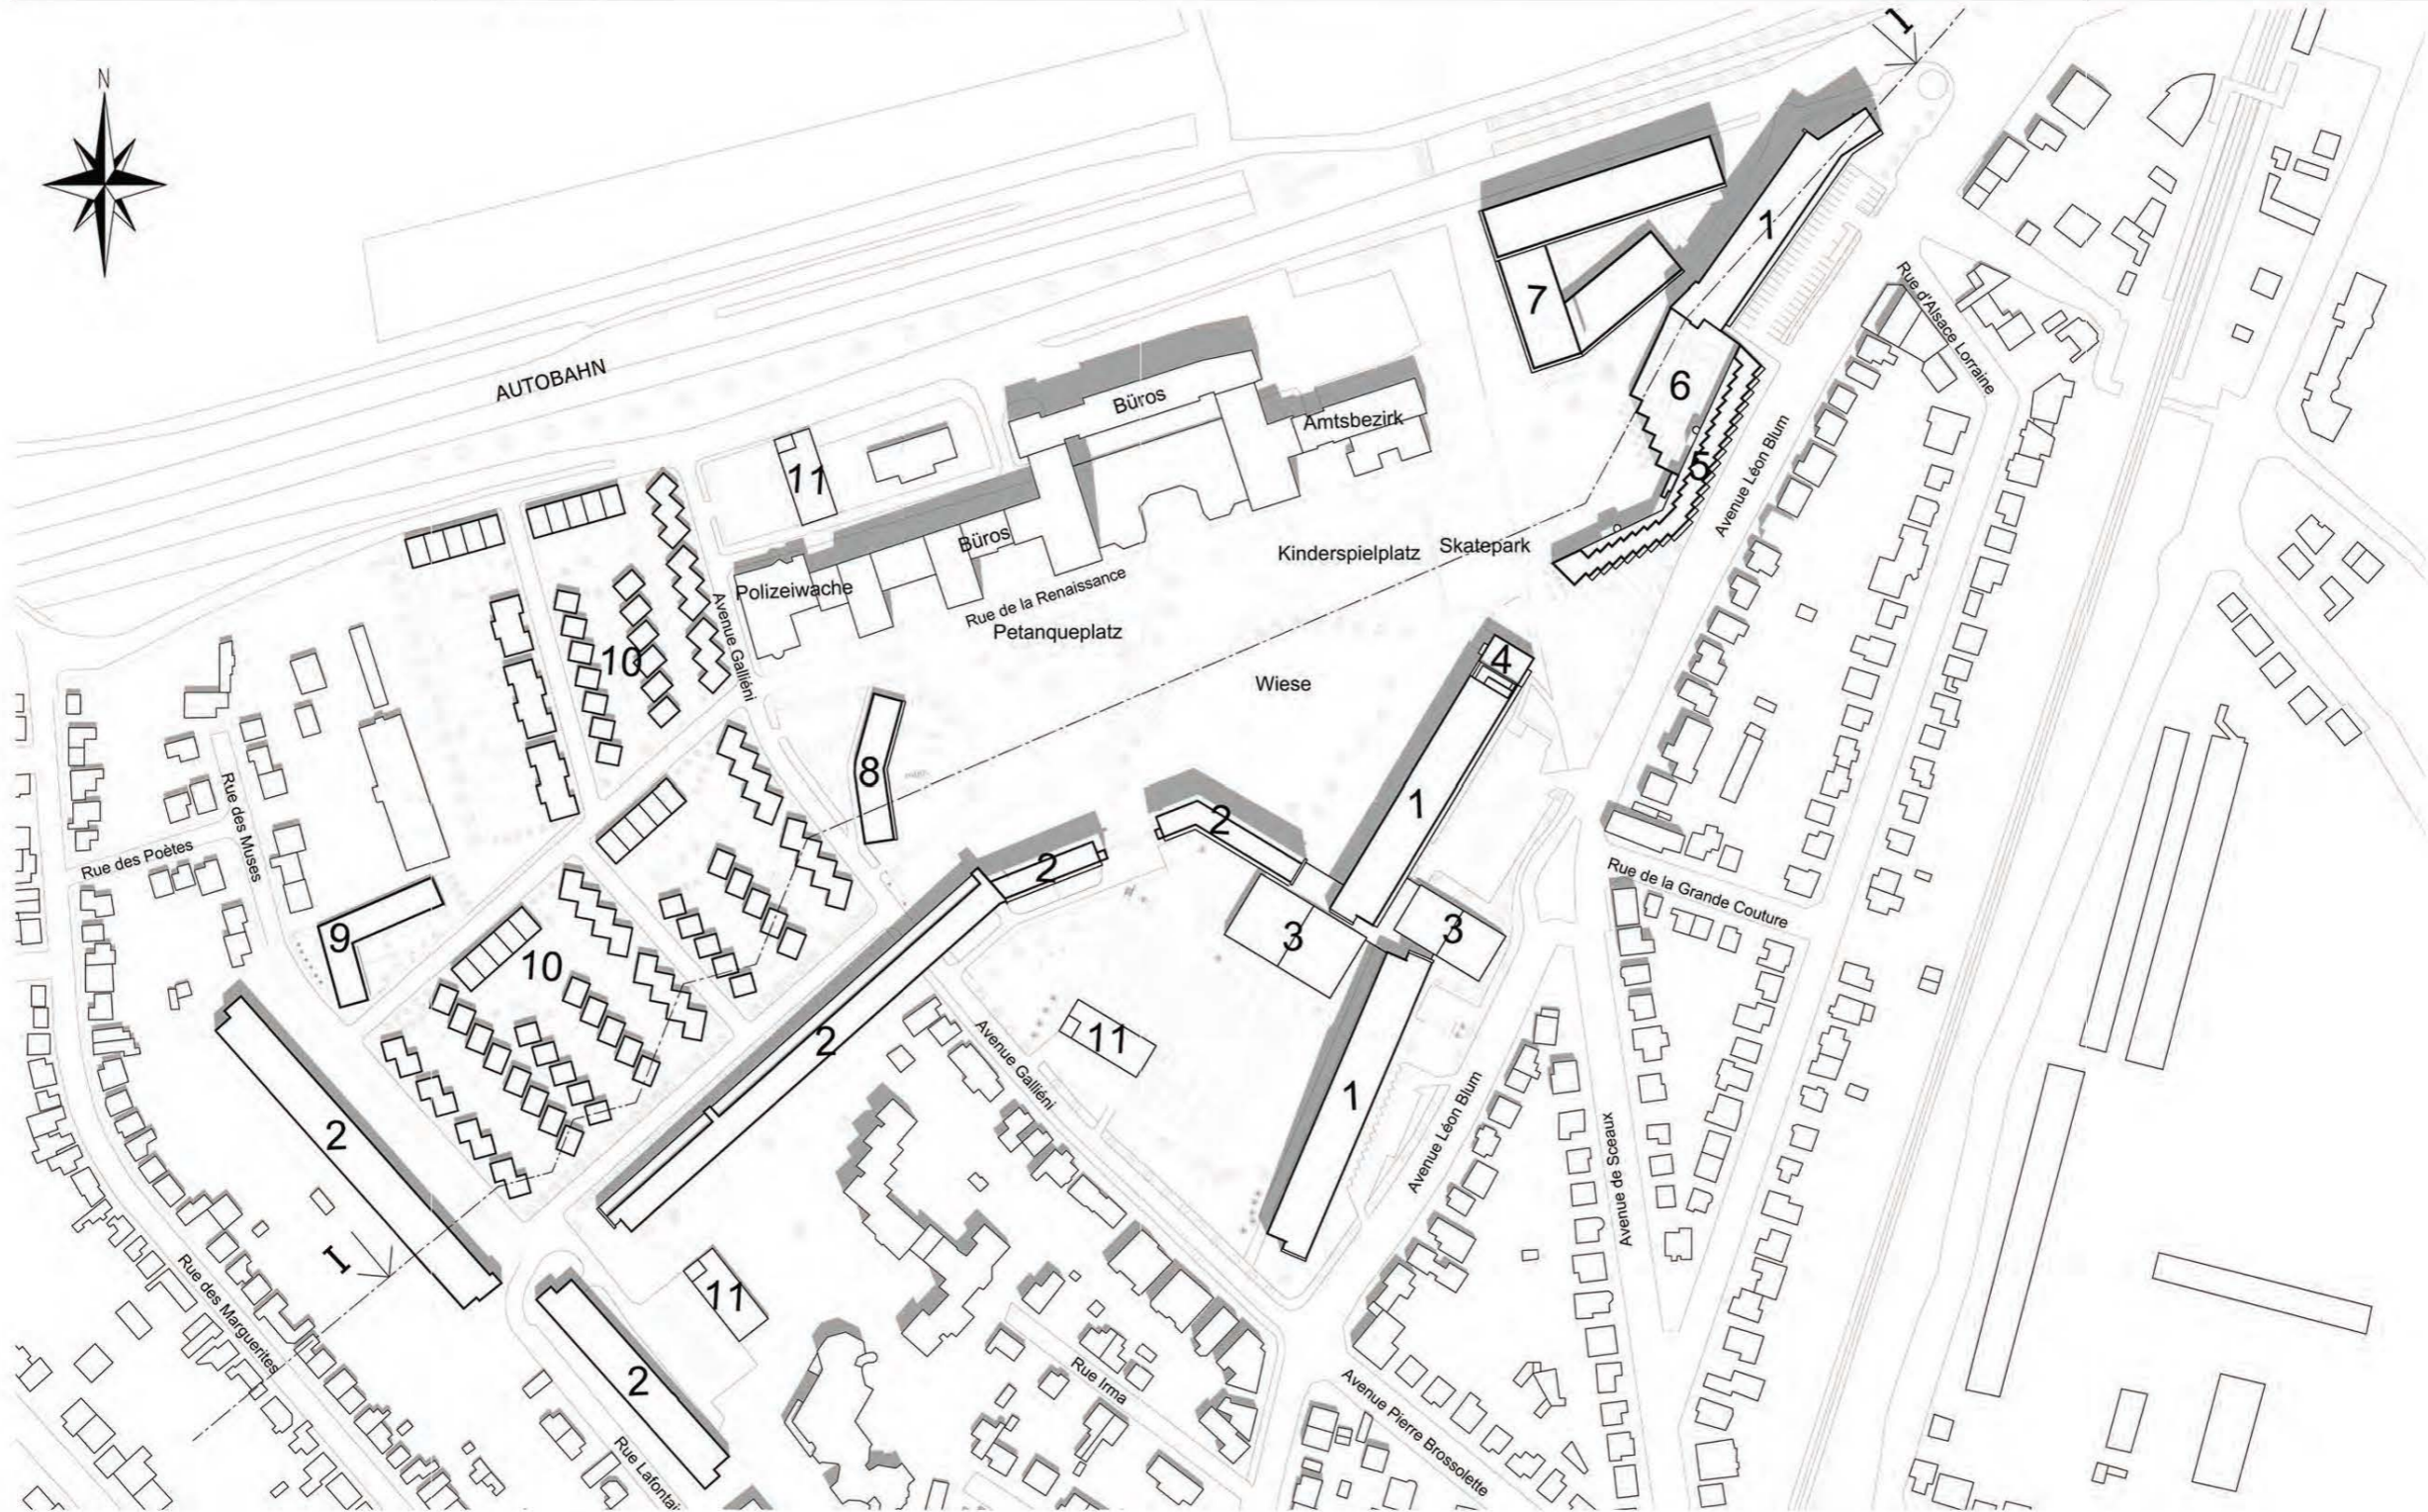 N
1
AUTOBAHN
7
1
6
5
Rue d'Alsace Lorraine
Avenue Léon Blum
Büros
Amtsbezirk
11
Büros
Polizeiwache
Rue de la Renaissance
Petanqueplatz
Kinderspielplatz
Skatepark
Avenue Galliéni
10
4
Wiese
8
1
2
2
Rue des Muses
Rue des Poètes
Rue de la Grande Couture
9
3
3
10
2
11
Avenue Galliéni
1
Avenue Léon Blum
Avenue de Sceaux
2
1
11
Rue des Marguerites
2
Rue Irma
Avenue Pierre Brossolette
Rue Lafontai